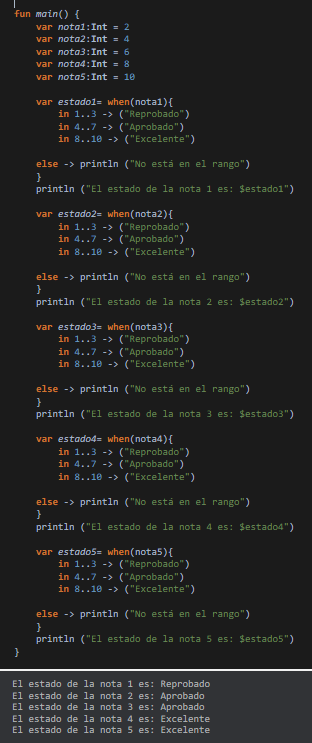 fun main() {
var nota1:Int = 2
var nota2:Int = 4
var nota3:Int = 6
var nota4:Int = 8
var nota5:Int = 10
var estado1= when(nota1){
in 1..3 -> ("Reprobado")
in 4..7 -> ("Aprobado")
in 8..10 -> ("Excelente")
else -> println ("No está en el rango")
}
println ("El estado de la nota 1 es: $estado1")
var estado2= when(nota2){
in 1..3 -> ("Reprobado")
in 4..7 -> ("Aprobado")
in 8..10 -> ("Excelente")
else -> println ("No está en el rango")
}
println ("El estado de la nota 2 es: $estado2")
var estado3= when(nota3){
in 1..3 -> ("Reprobado")
in 4..7 -> ("Aprobado")
in 8..10 -> ("Excelente")
else -> println ("No está en el rango")
}
println ("El estado de la nota 3 es: $estado3")
var estado4= when(nota4){
in 1..3 -> ("Reprobado")
in 4..7 -> ("Aprobado")
in 8..10 -> ("Excelente")
else -> println ("No está en el rango")
}
println ("El estado de la nota 4 es: $estado4")
var estado5= when(nota5){
in 1..3 -> ("Reprobado")
in 4..7 -> ("Aprobado")
in 8..10 -> ("Excelente")
else -> println ("No está en el rango")
}
println ("El estado de la nota 5 es: $estado5")
}
El estado de la nota 1 es: Reprobado
El estado de la nota 2 es: Aprobado
El estado de la nota 3 es: Aprobado
El estado de la nota 4 es: Excelente
El estado de la nota 5 es: Excelente